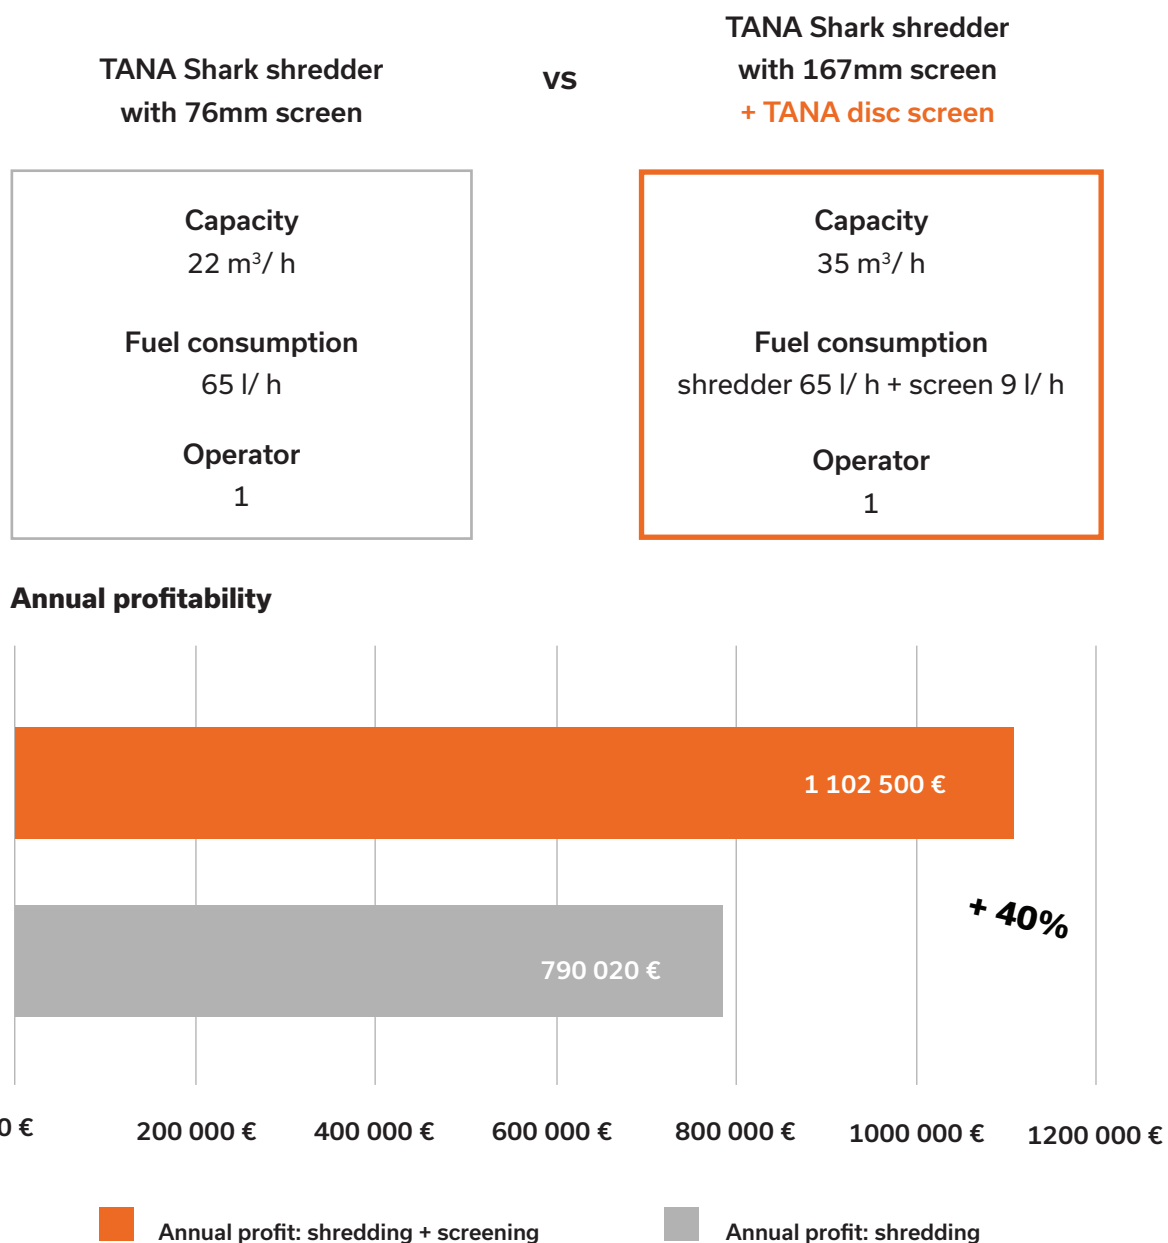 TANA Shark shredder
with 76mm screen
vs
TANA Shark shredder
with 167mm screen
+ TANA disc screen
Capacity
22 m³/ h
Fuel consumption
65 l/ h
Operator
1
Capacity
35 m³/ h
Fuel consumption
shredder 65 l/ h + screen 9 l/ h
Operator
1
Annual profitability
1 102 500 €
+ 40%
790 020 €
0 €
200 000 €
400 000 €
600 000 €
800 000 €
1000 000 €
1200 000 €
Annual profit: shredding + screening
Annual profit: shredding